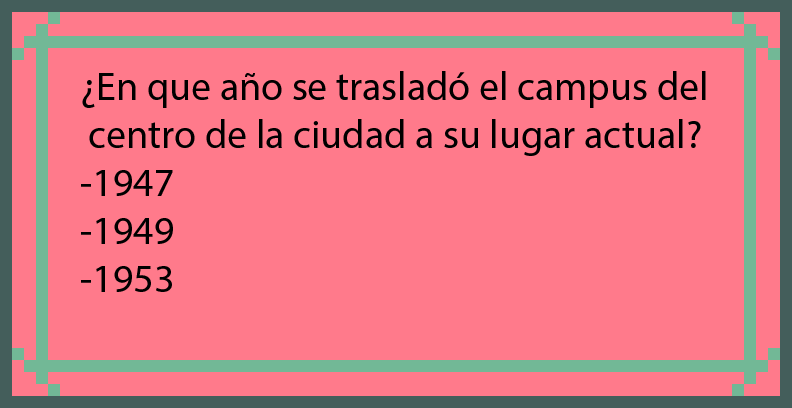 ¿En que año se trasladó el campus del
centro de la ciudad a su lugar actual?
-1947
-1949
-1953